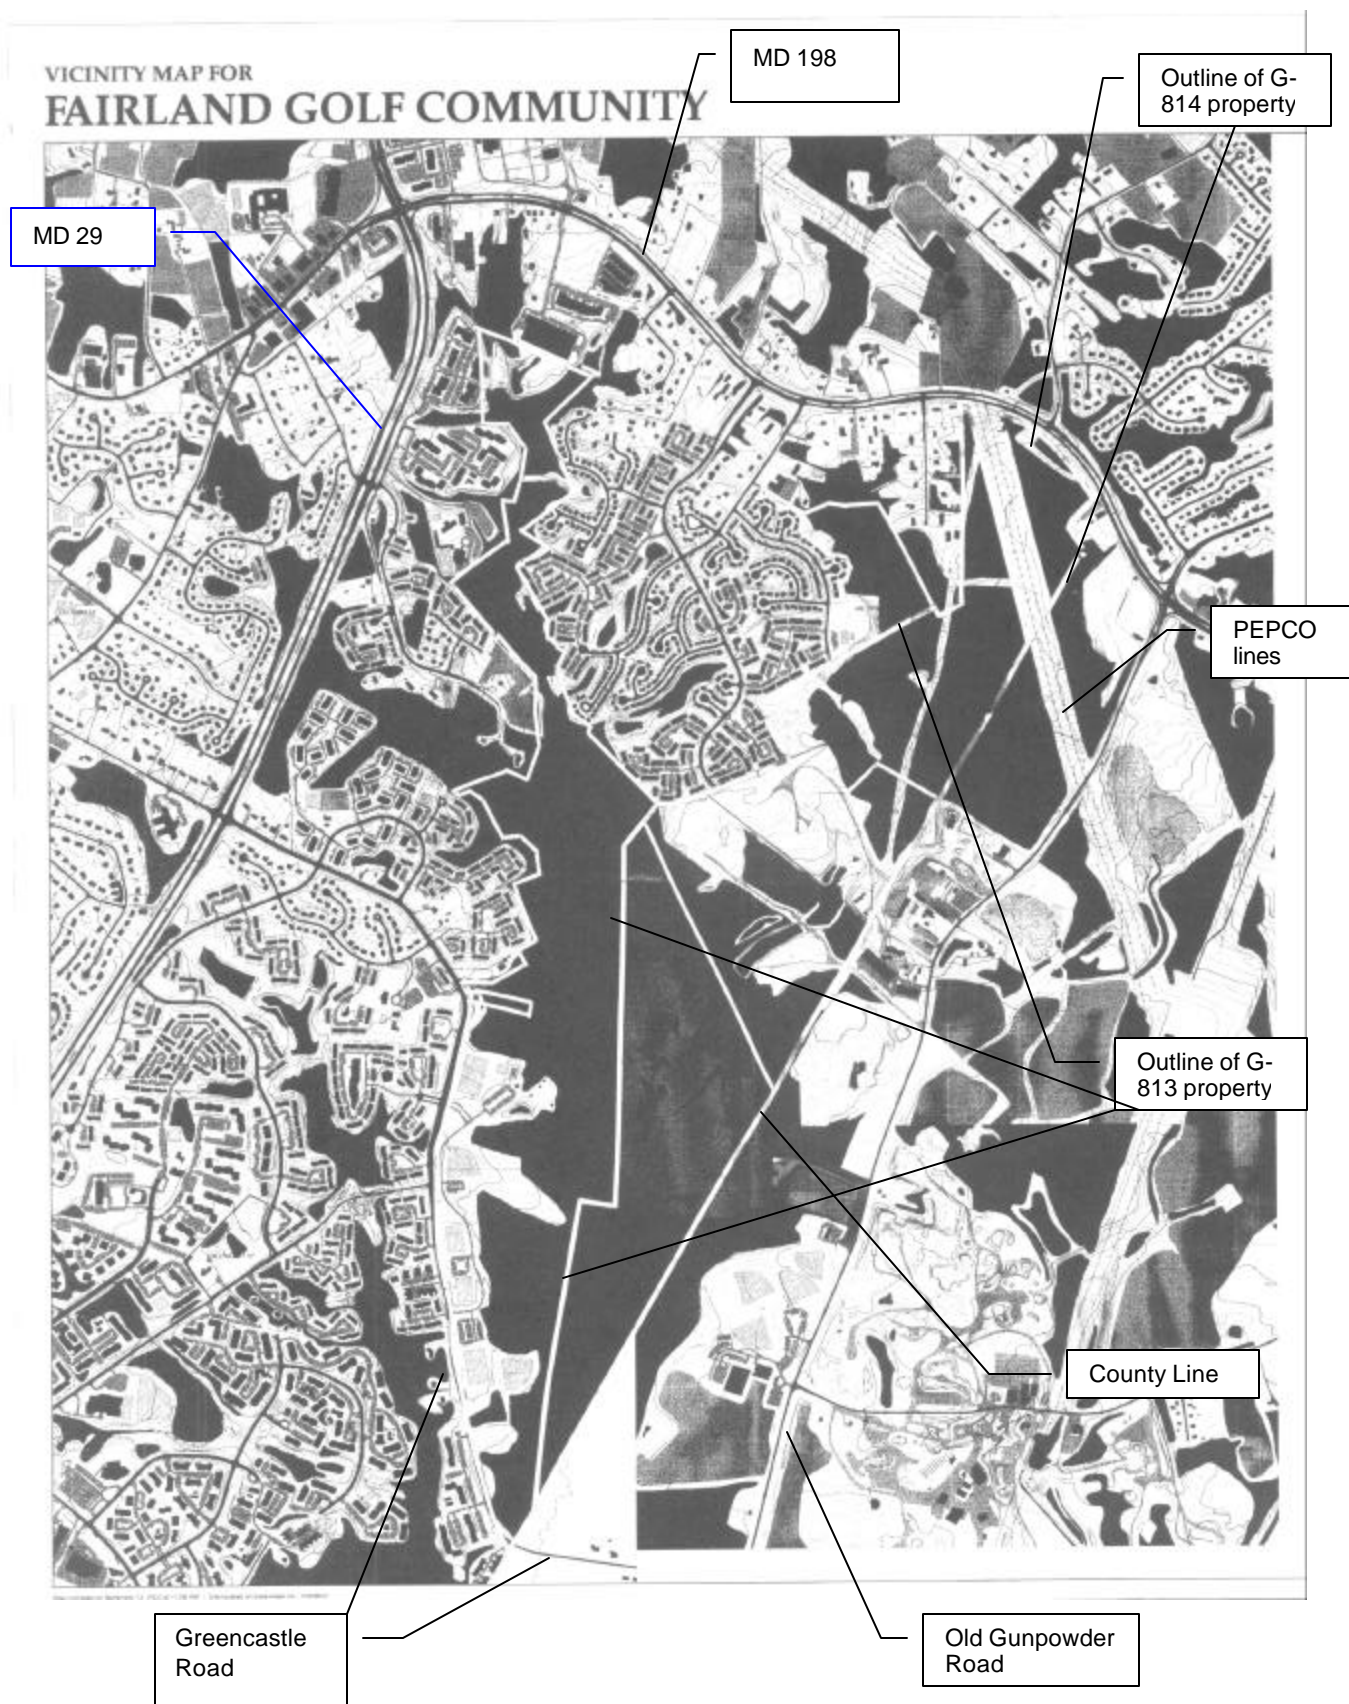 VICINITY MAP FOR
FAIRLAND GOLF COMMUNITY
MD 198
Outline of G-
814 property
MD 29
PEPCO
lines
Outline of G-
813 property
County Line
Greencastle
Road
Old Gunpowder
Road